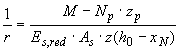 1/r = (M − N_p · z_p) / (E_s,red · A_s · z(h_0 − x_N))